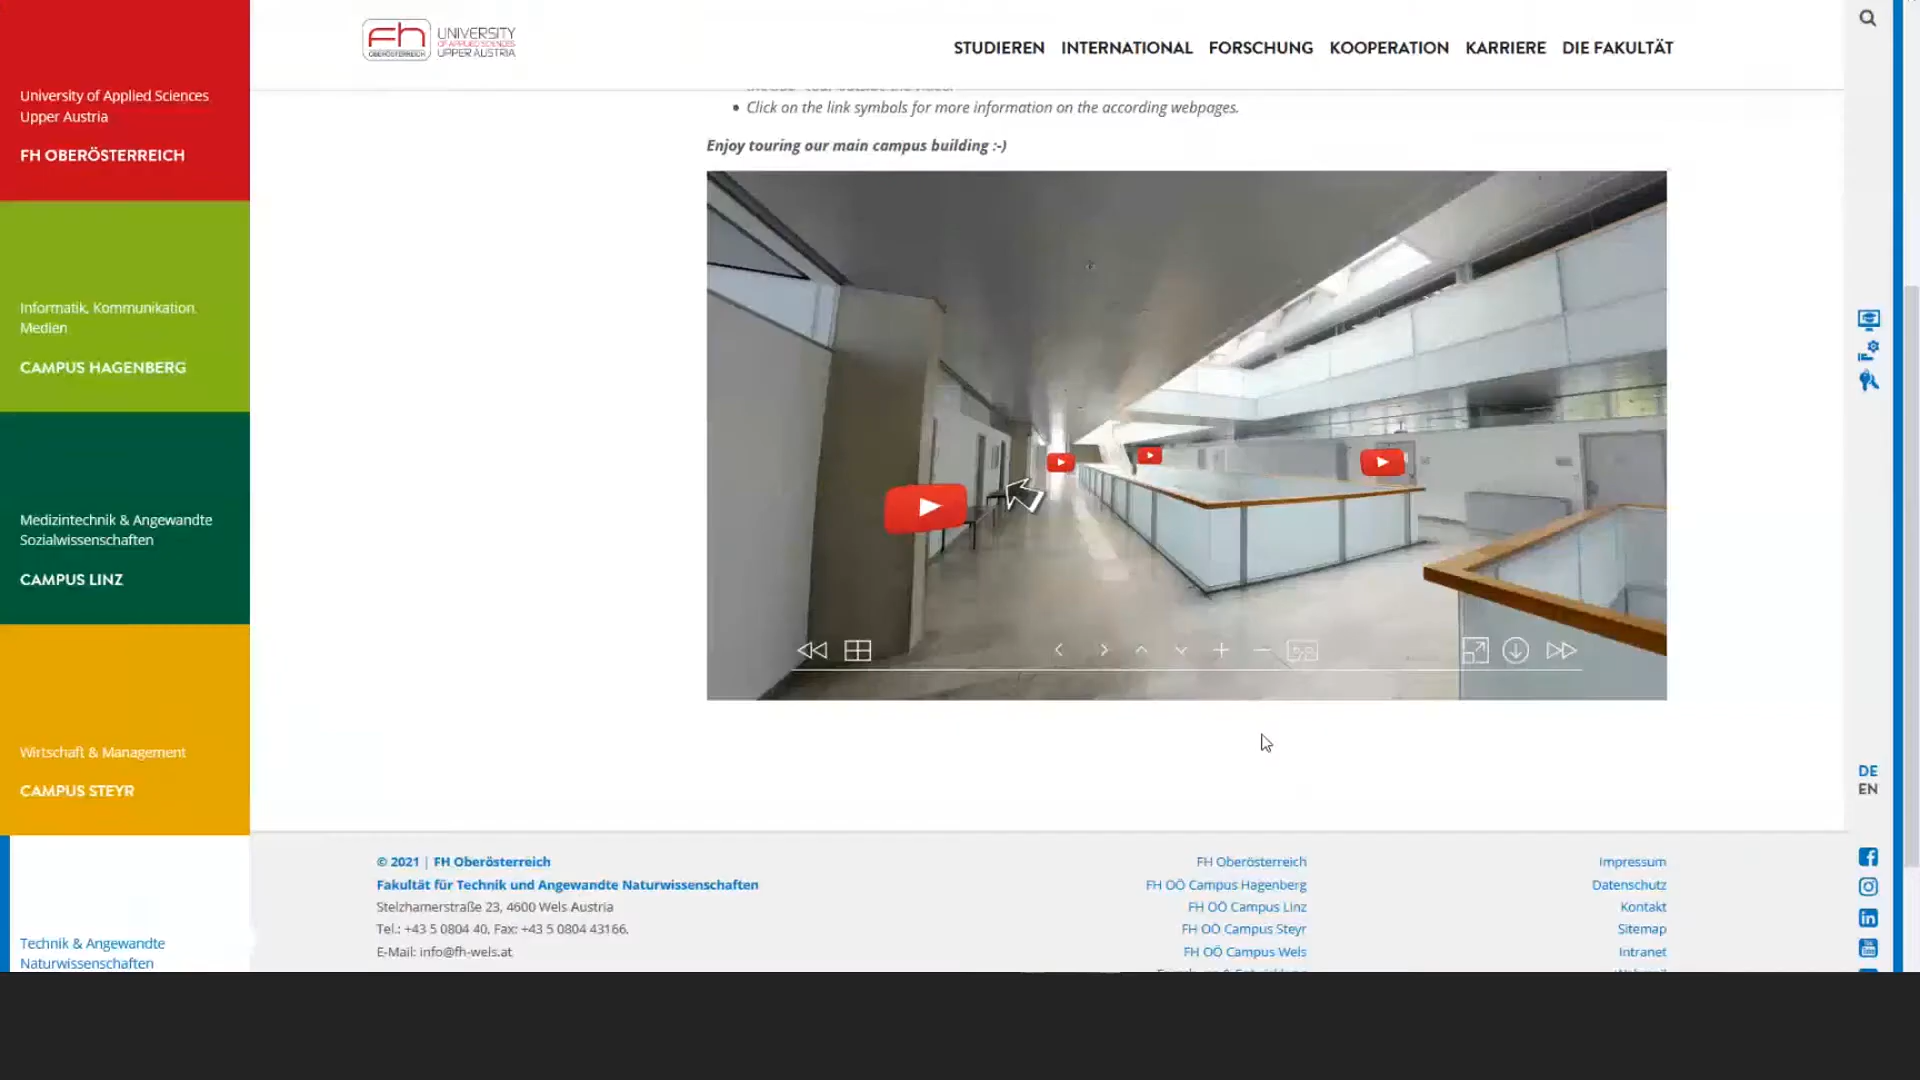 University of Applied Sciences
Upper Austria
FH OBERÖSTERREICH
Informatik, Kommunikation,
Medien
CAMPUS HAGENBERG
Medizintechnik & Angewandte
Sozialwissenschaften
CAMPUS LINZ
Wirtschaft & Management
CAMPUS STEYR
Technik & Angewandte
Naturwissenschaften
fh
OBERÖSTERREICH
UNIVERSITY
OF APPLIED SCIENCES
UPPER AUSTRIA
STUDIEREN INTERNATIONAL FORSCHUNG KOOPERATION KARRIERE DIE FAKULTÄT
• Click on the link symbols for more information on the according webpages.
Enjoy touring our main campus building :-)
© 2021 | FH Oberösterreich
Fakultät für Technik und Angewandte Naturwissenschaften
Stelzhamerstraße 23, 4600 Wels Austria
Tel.: +43 5 0804 40, Fax: +43 5 0804 43166,
E-Mail: info@fh-wels.at
FH Oberösterreich
FH OÖ Campus Hagenberg
FH OÖ Campus Linz
FH OÖ Campus Steyr
FH OÖ Campus Wels
Impressum
Datenschutz
Kontakt
Sitemap
Intranet
DE
EN